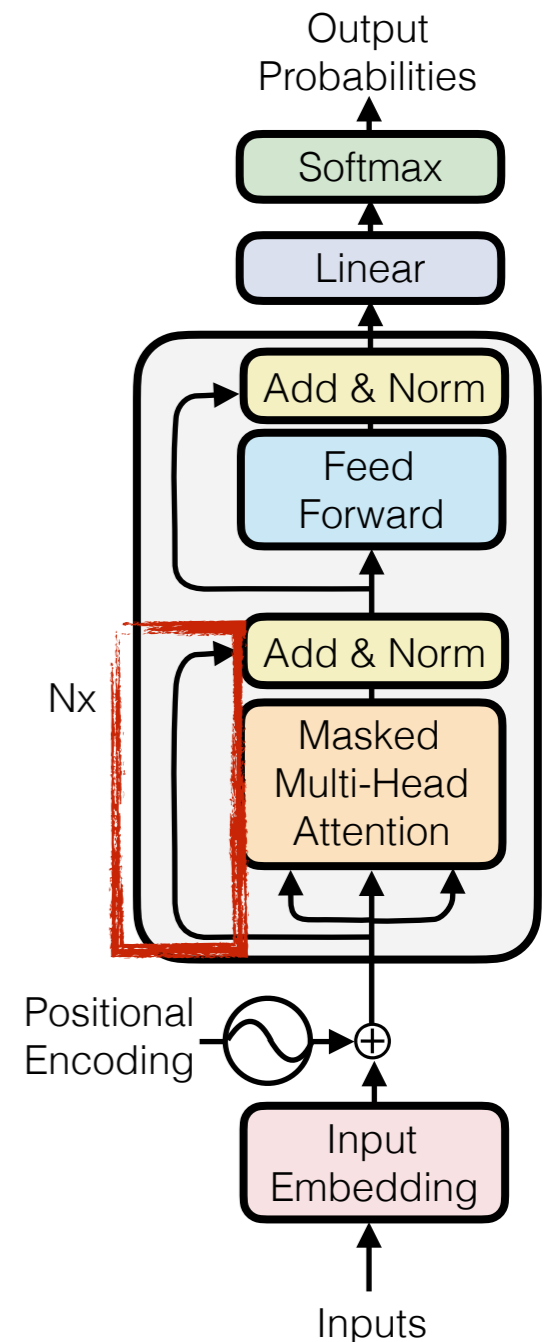 Output
Probabilities
Softmax
Linear
Add & Norm
Feed
Forward
Add & Norm
Nx
Masked
Multi-Head
Attention
Positional
Encoding
Input
Embedding
Inputs